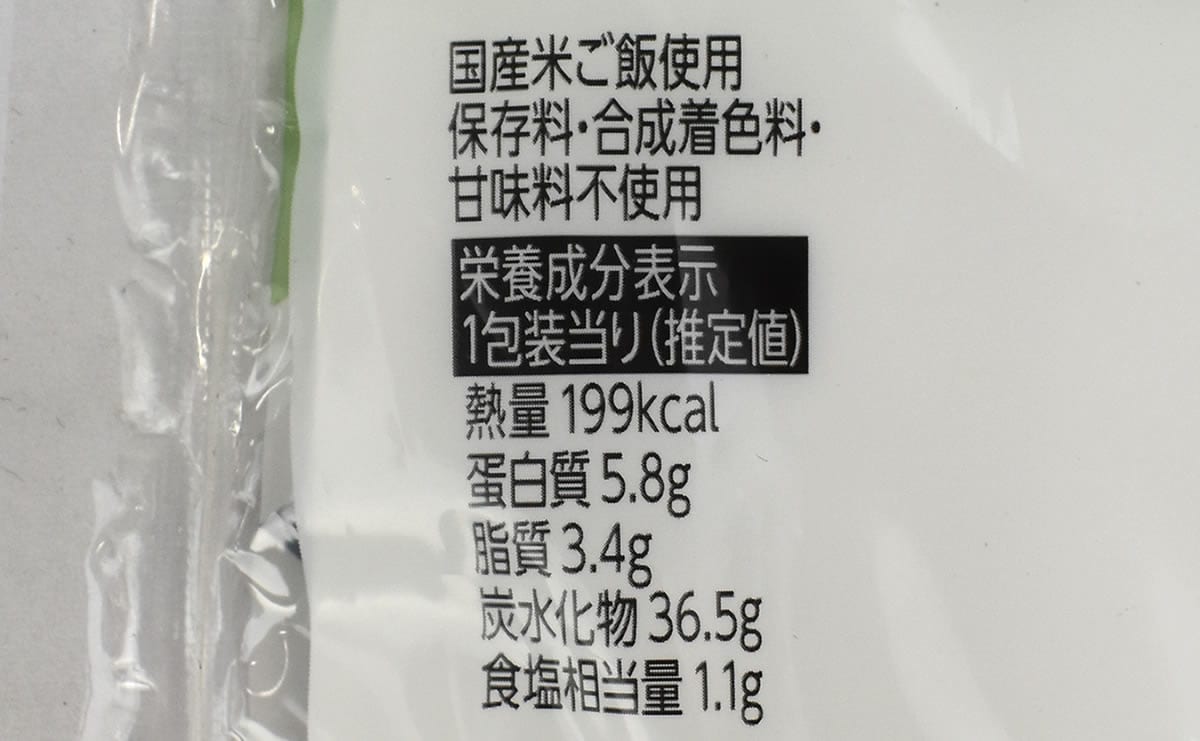 国産米ご飯使用
保存料・合成着色料・
甘味料不使用
栄養成分表示
1包装当り(推定値)
熱量 199kcal
蛋白質 5.8g
脂質 3.4g
炭水化物 36.5g
食塩相当量 1.1g